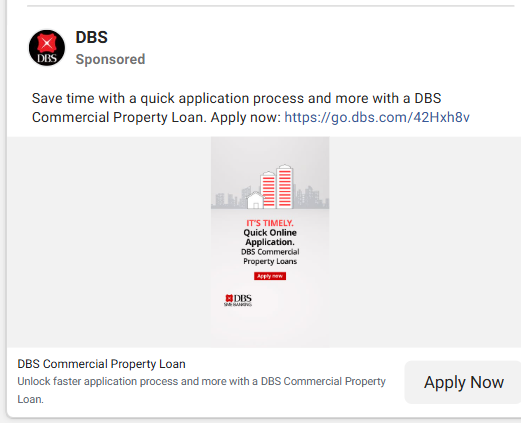 DBS
DBS
Sponsored
Save time with a quick application process and more with a DBS
Commercial Property Loan. Apply now: https://go.dbs.com/42Hxh8v
IT'S TIMELY.
Quick Online
Application.
DBS Commercial
Property Loans
Apply now
DBS
SME BANKING
DBS Commercial Property Loan
Unlock faster application process and more with a DBS Commercial Property
Loan.
Apply Now